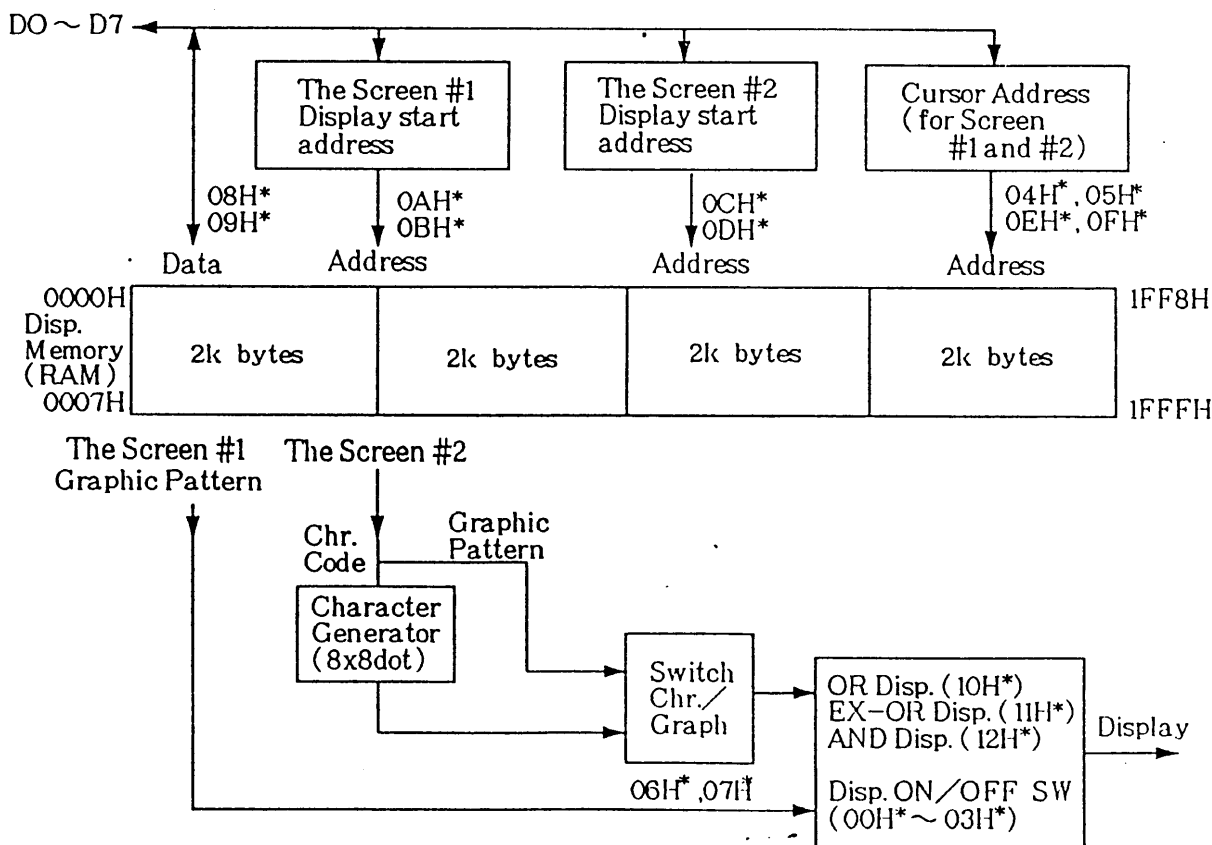 DO ~ D7
The Screen #1
Display start
address
The Screen #2
Display start
address
Cursor Address
(for Screen
#1 and #2)
08H*
09H*
0AH*
0BH*
0CH*
0DH*
04H*, 05H*
0EH*, 0FH*
Data
Address
Address
Address
0000H
Disp.
Memory
(RAM)
0007H
2k bytes
2k bytes
2k bytes
2k bytes
1FF8H
1FFFH
The Screen #1
Graphic Pattern
The Screen #2
Chr.
Code
Graphic
Pattern
Character
Generator
(8x8dot)
Switch
Chr./
Graph
06H*, 07H*
OR Disp. (10H*)
EX-OR Disp. (11H*)
AND Disp. (12H*)
Disp. ON/OFF SW
(00H* ~ 03H*)
Display